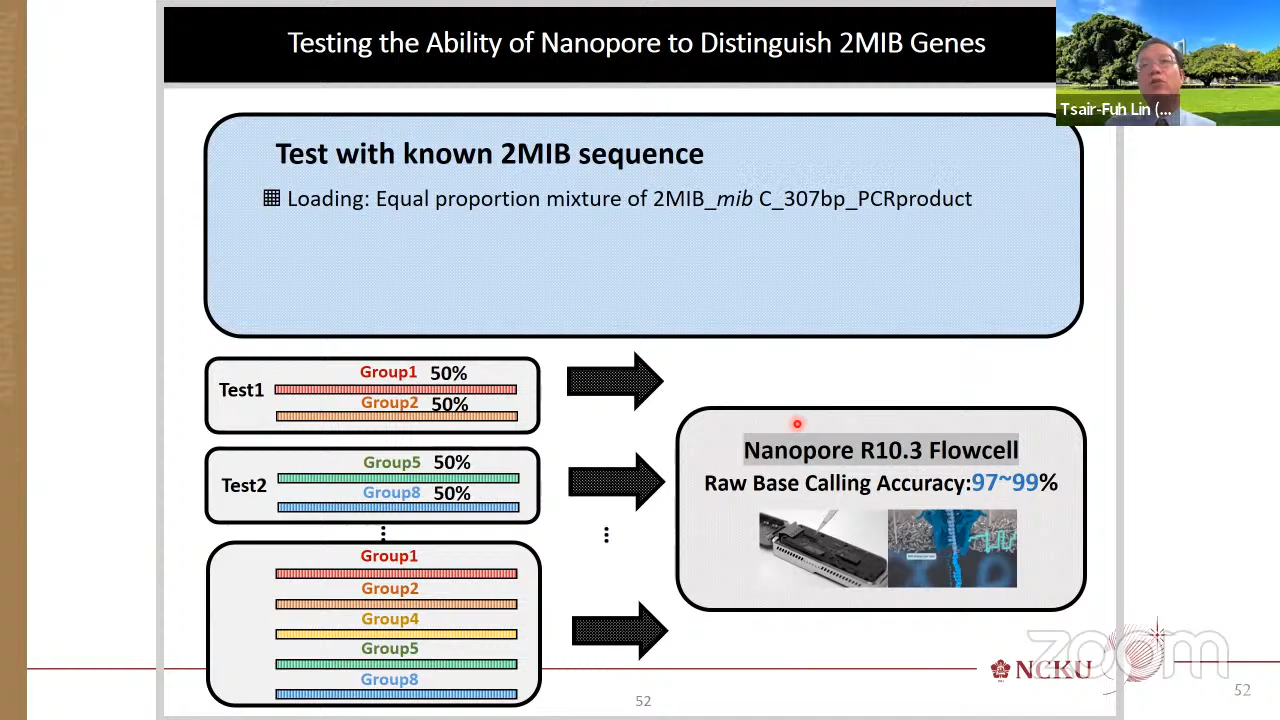 Testing the Ability of Nanopore to Distinguish 2MIB Genes
Tsair-Fuh Lin (...
Test with known 2MIB sequence
Loading: Equal proportion mixture of 2MIB_mib C_307bp_PCRproduct
Test1
Group1 50%
Group2 50%
Test2
Group5 50%
Group8 50%
Group1
Group2
Group4
Group5
Group8
Nanopore R10.3 Flowcell
Raw Base Calling Accuracy:97~99%
zoom
NCKU
52
52